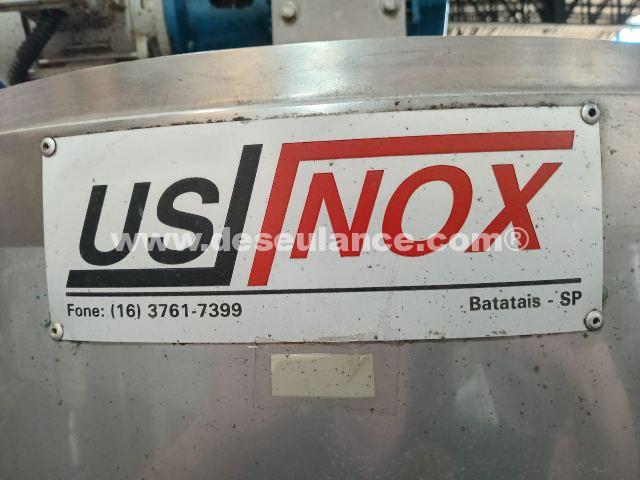 USINOX
www.deseulance.com®
Fone: (16) 3761-7399
Batatais - SP